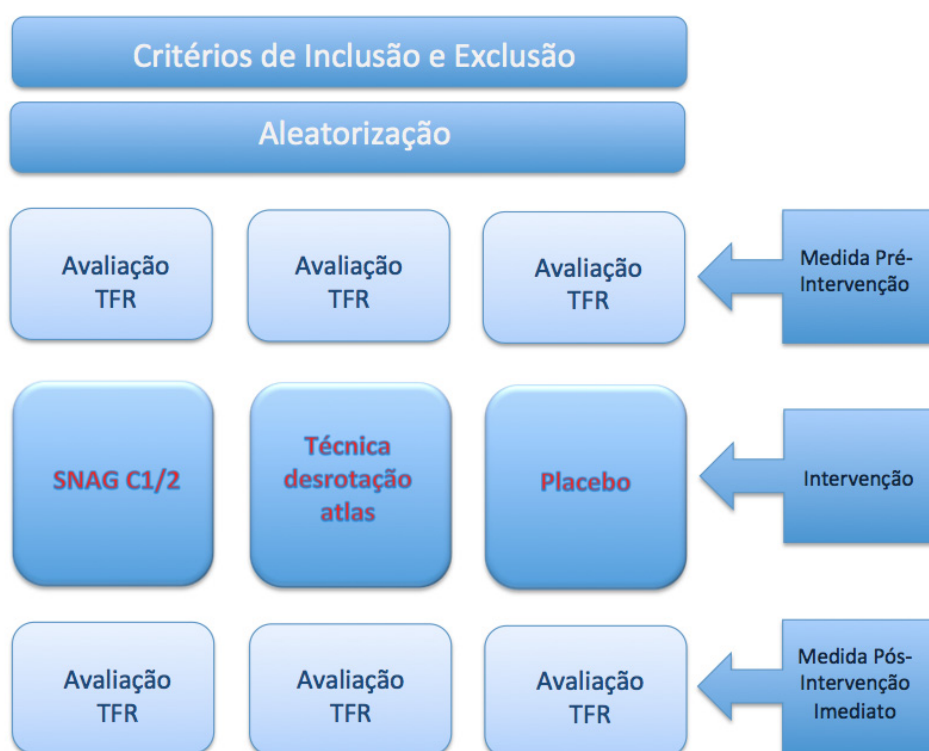 Critérios de Inclusão e Exclusão
Aleatorização
Avaliação
TFR
Avaliação
TFR
Avaliação
TFR
Medida Pré-
Intervenção
SNAG C1/2
Técnica
desrotação
atlas
Placebo
Intervenção
Avaliação
TFR
Avaliação
TFR
Avaliação
TFR
Medida Pós-
Intervenção
Imediato